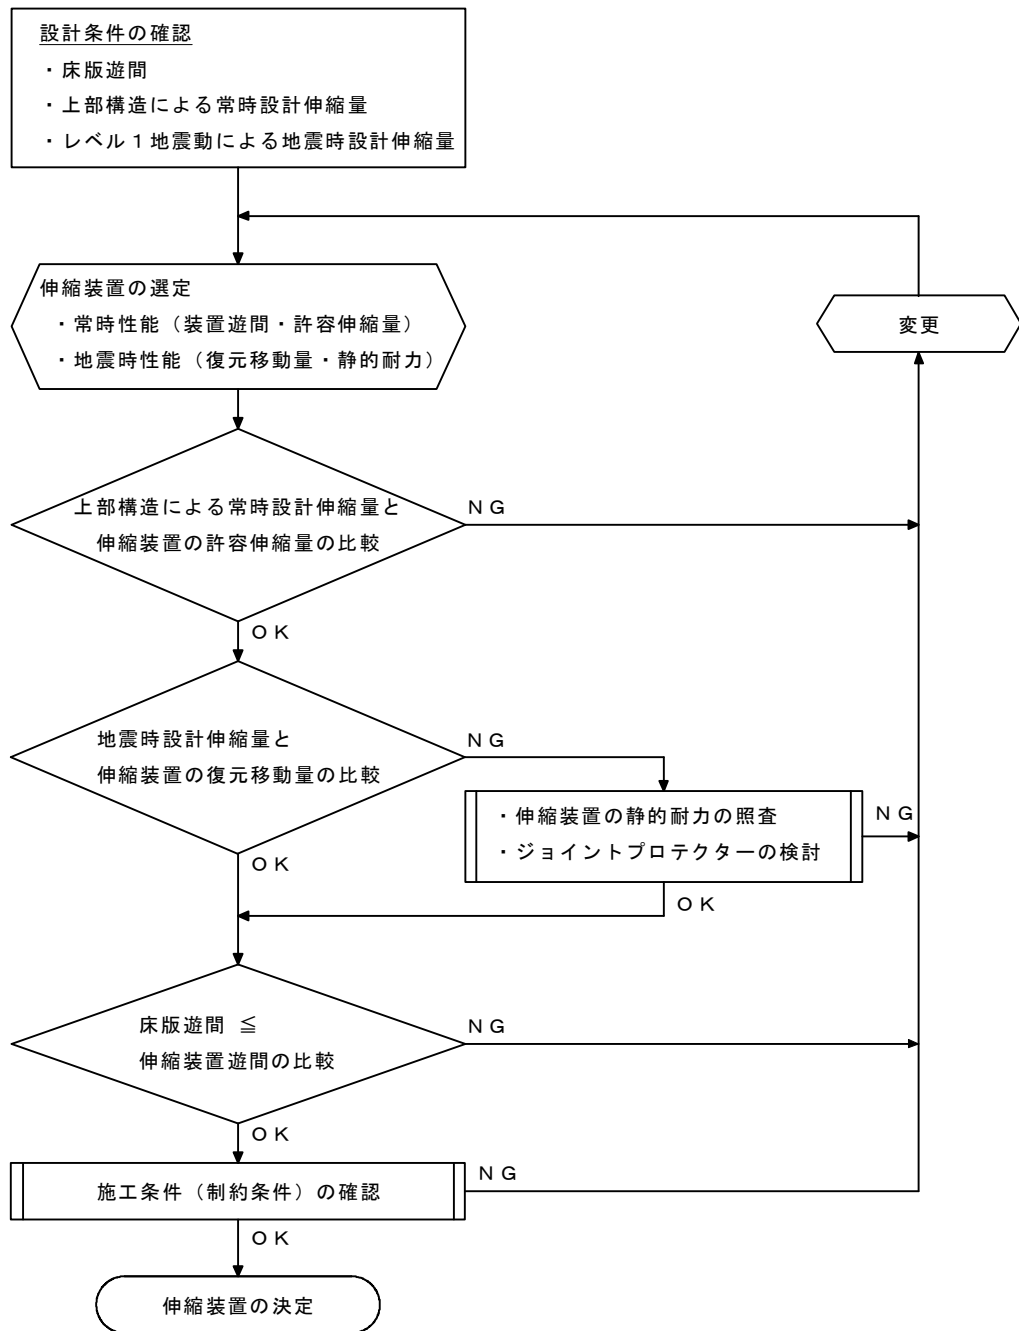 設計条件の確認
・床版遊間
・上部構造による常時設計伸縮量
・レベル１地震動による地震時設計伸縮量
伸縮装置の選定
・常時性能（装置遊間・許容伸縮量）
・地震時性能（復元移動量・静的耐力）
変更
上部構造による常時設計伸縮量と
伸縮装置の許容伸縮量の比較
ＮＧ
ＯＫ
地震時設計伸縮量と
伸縮装置の復元移動量の比較
ＮＧ
・伸縮装置の静的耐力の照査
・ジョイントプロテクターの検討
ＮＧ
ＯＫ
ＯＫ
床版遊間 ≦
伸縮装置遊間の比較
ＮＧ
ＯＫ
施工条件（制約条件）の確認
ＮＧ
ＯＫ
伸縮装置の決定